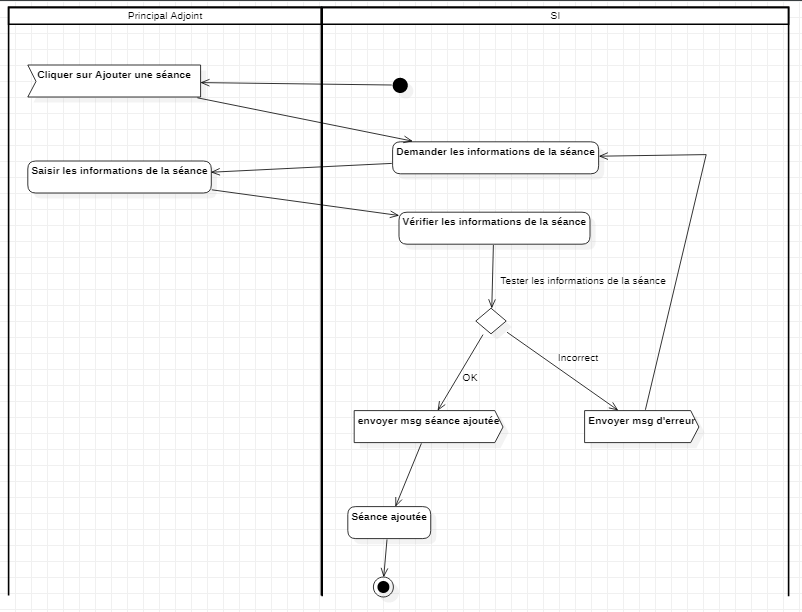 Principal Adjoint
SI
Cliquer sur Ajouter une séance
Demander les informations de la séance
Saisir les informations de la séance
Vérifier les informations de la séance
Tester les informations de la séance
Incorrect
OK
envoyer msg séance ajoutée
Envoyer msg d'erreur
Séance ajoutée